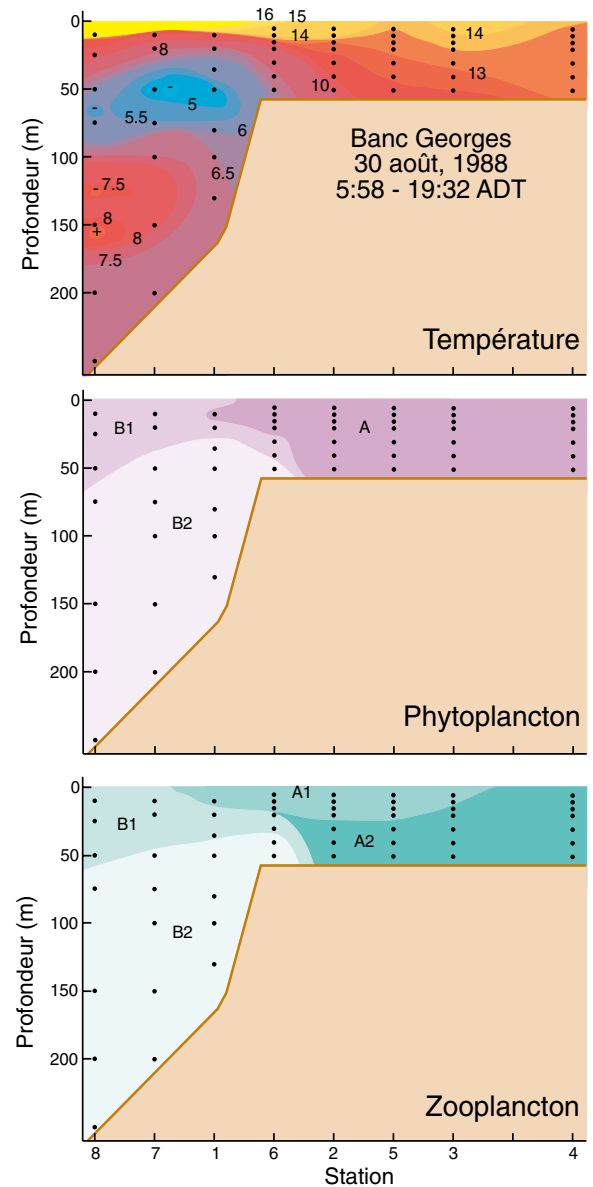 16 15
0
14
14
8
13
10
50
-
-
5
5.5
6
Banc Georges
30 août, 1988
5:58 - 19:32 ADT
100
6.5
-
7.5
150
8
+
8
7.5
200
Profondeur (m)
Température
0
B1
A
50
B2
100
150
200
Profondeur (m)
Phytoplancton
0
A1
B1
A2
50
B2
100
150
200
Profondeur (m)
Zooplancton
8 7 1 6 2 5 3 4
Station